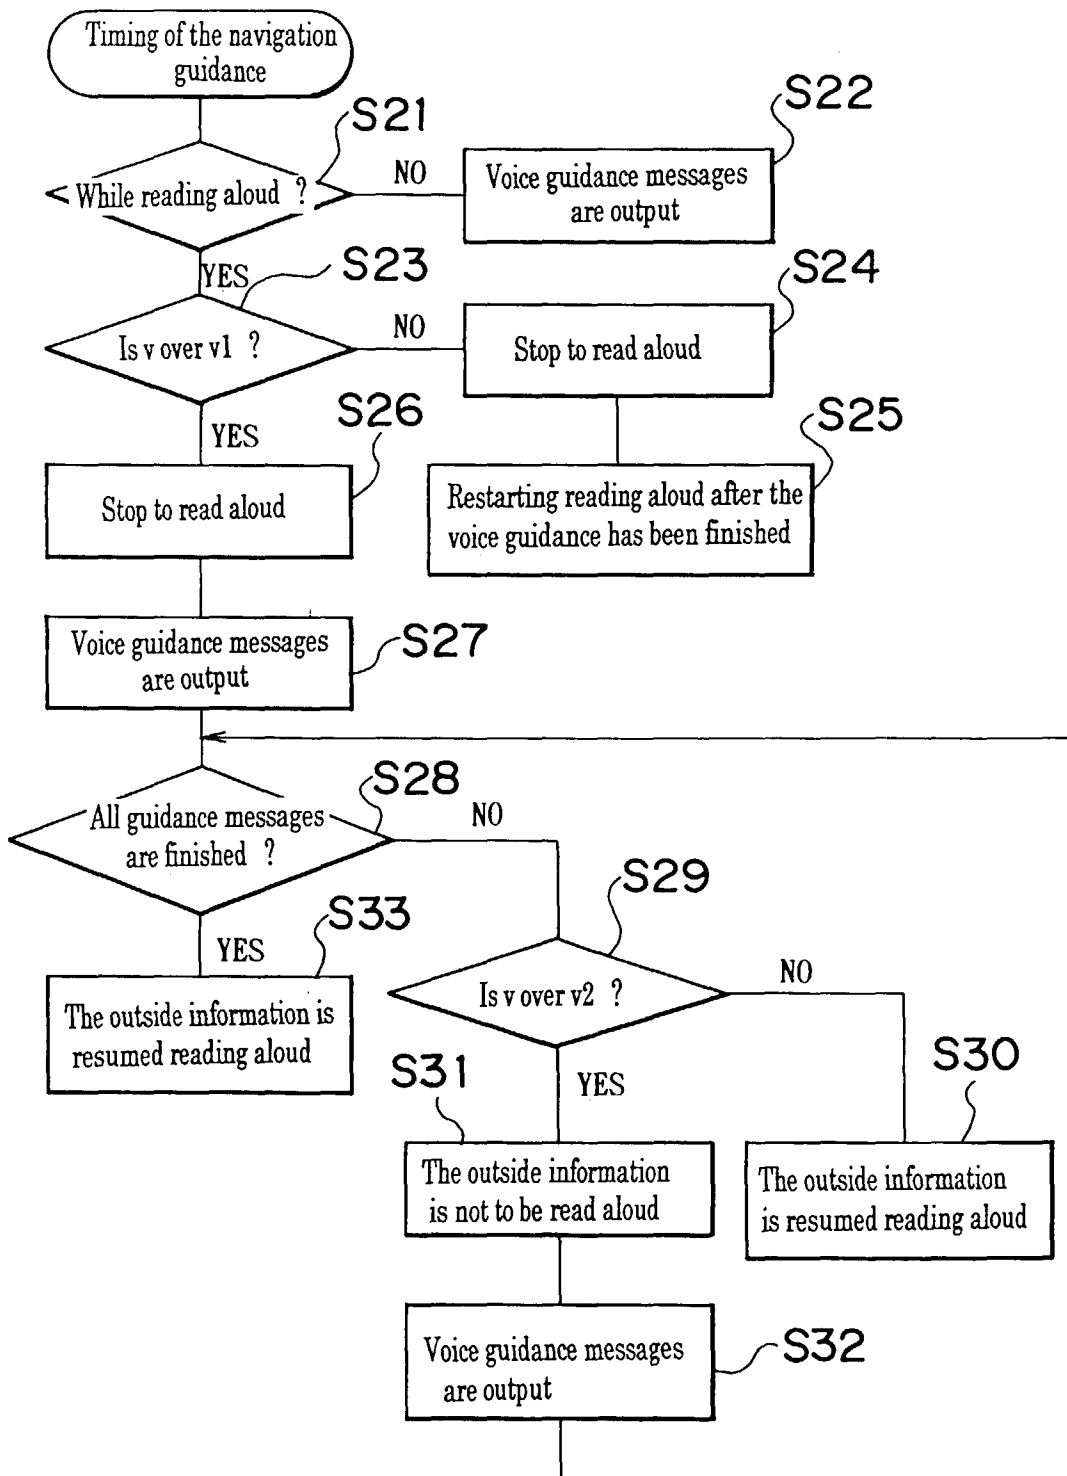 Timing of the navigation
guidance
S21
While reading aloud ?
NO
S22
Voice guidance messages
are output
YES
S23
Is v over v1 ?
NO
S24
Stop to read aloud
S25
Restarting reading aloud after the
voice guidance has been finished
YES
S26
Stop to read aloud
S27
Voice guidance messages
are output
S28
All guidance messages
are finished ?
NO
YES
S33
The outside information is
resumed reading aloud
S29
Is v over v2 ?
NO
S30
The outside information
is resumed reading aloud
YES
S31
The outside information
is not to be read aloud
S32
Voice guidance messages
are output